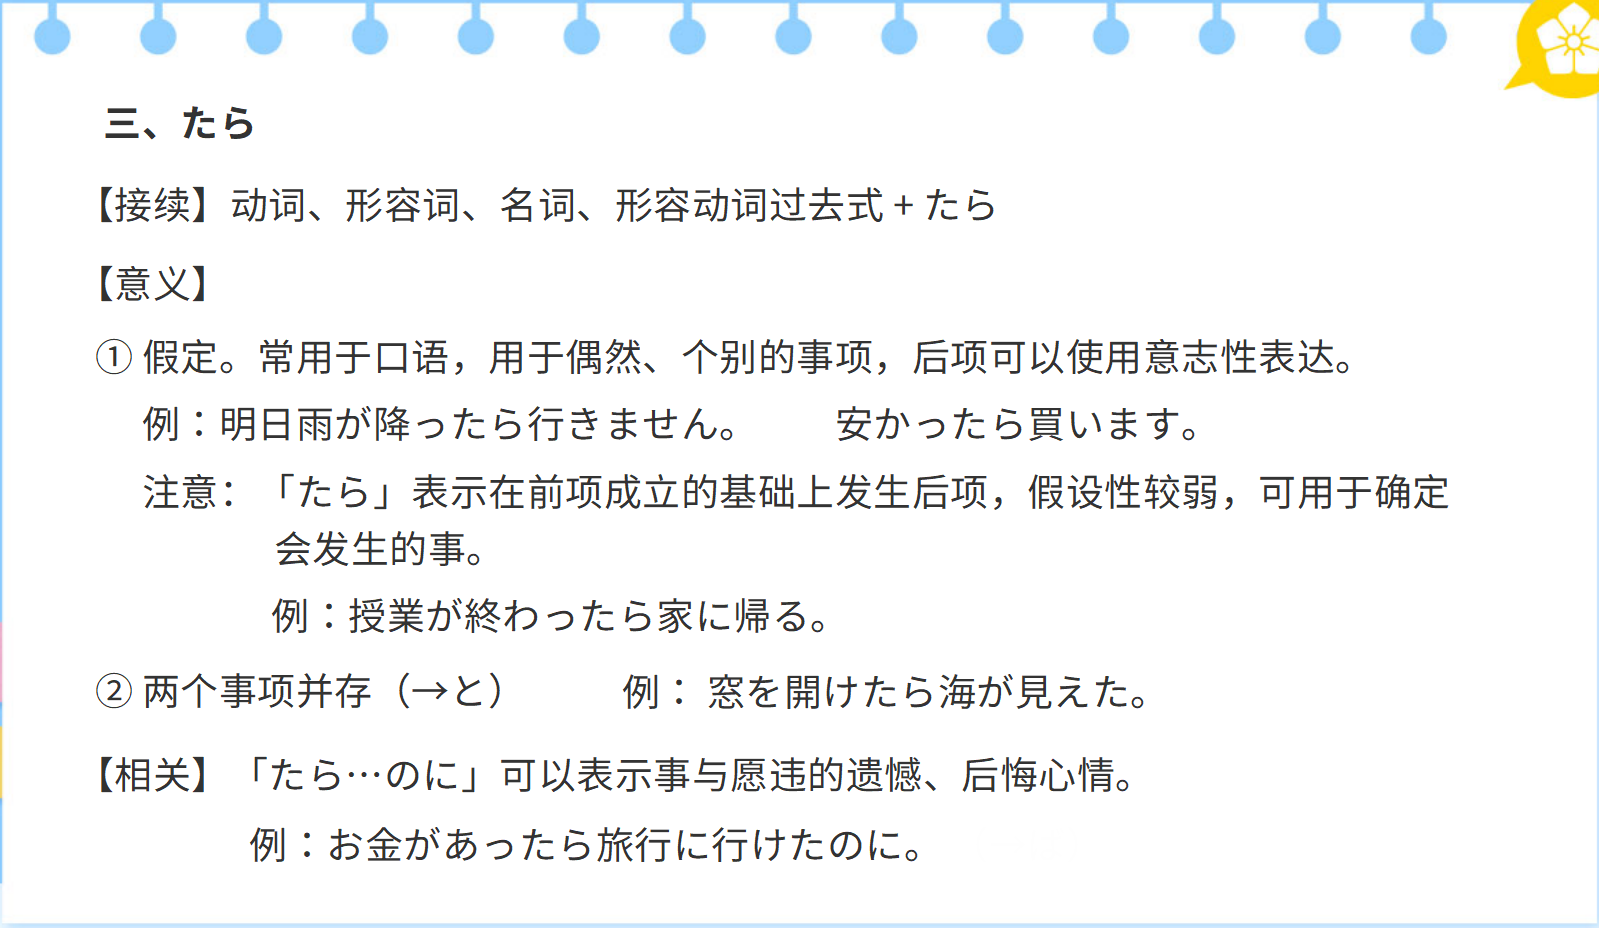 三、たら
【接续】动词、形容词、名词、形容动词过去式 + たら
【意义】
① 假定。常用于口语，用于偶然、个别的事项，后项可以使用意志性表达。
例：明日雨が降ったら行きません。 安かったら買います。
注意：「たら」表示在前项成立的基础上发生后项，假设性较弱，可用于确定
会发生的事。
例：授業が終わったら家に帰る。
② 两个事项并存（→と） 例： 窓を開けたら海が見えた。
【相关】「たら…のに」可以表示事与愿违的遗憾、后悔心情。
例：お金があったら旅行に行けたのに。